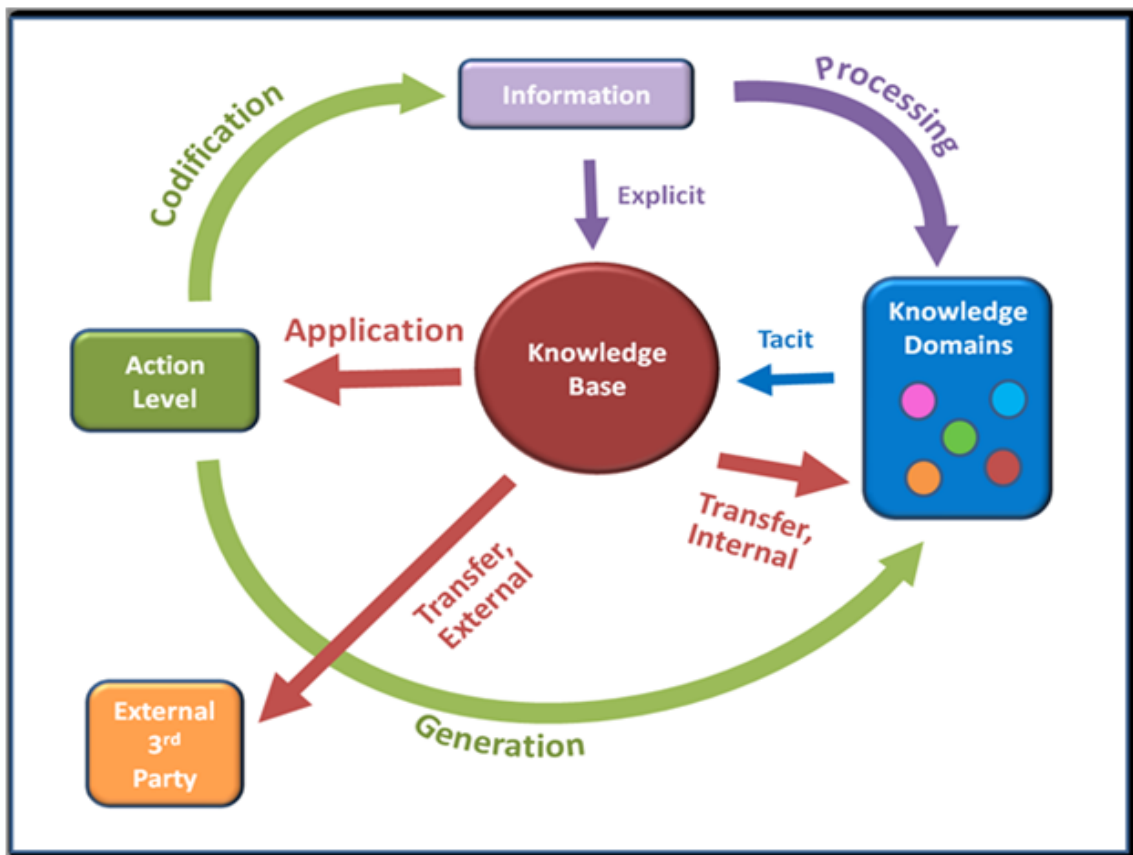 Information
Processing
Codification
Explicit
Knowledge
Domains
Application
Tacit
Knowledge
Base
Action
Level
Transfer,
Internal
Transfer,
External
External
3rd
Party
Generation